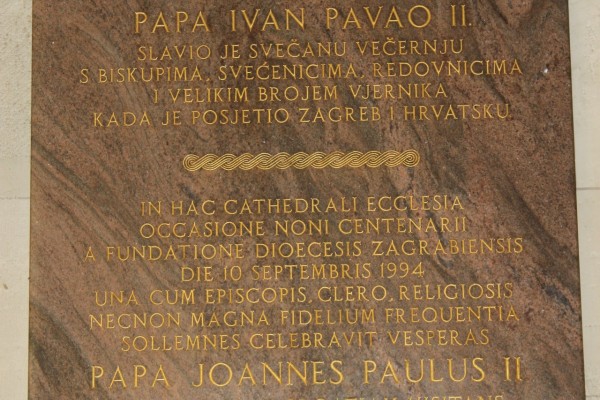 PAPA IVAN PAVAO II.
SLAVIO JE SVEČANU VEČERNJU
S BISKUPIMA, SVEĆENICIMA, REDOVNICIMA
I VELIKIM BROJEM VJERNIKA
KADA JE POSJETIO ZAGREB I HRVATSKU
IN HAC CATHEDRALI ECCLESIA
OCCASIONE NONI CENTENARII
A FUNDATIONE DIOECESIS ZAGRABIENSIS
DIE 10 SEPTEMBRIS 1994
UNA CUM EPISCOPIS, CLERO, RELIGIOSIS
NECNON MAGNA FIDELIUM FREQUENTIA
SOLLEMNES CELEBRAVIT VESPERAS
PAPA JOANNES PAULUS II